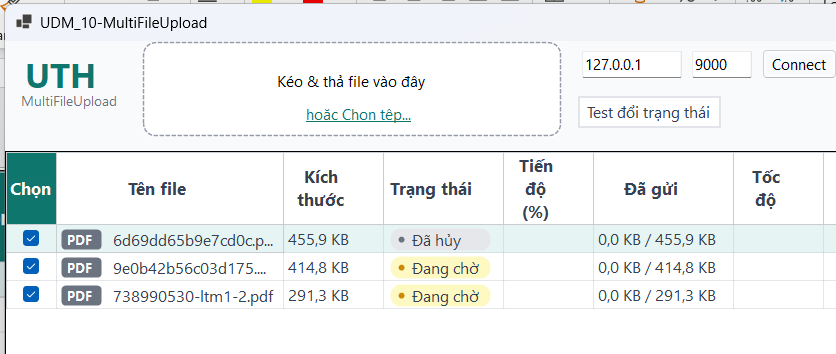 UDM_10-MultiFileUpload
UTH
MultiFileUpload
Kéo & thả file vào đây
hoặc Chon tệp...
127.0.0.1
9000
Connect
Test đổi trạng thái
Chọn
Tên file
Kích thước
Trạng thái
Tiến độ (%)
Đã gửi
Tốc độ
PDF 6d69dd65b9e7cd0c.p... 455,9 KB Đã hủy 0,0 KB / 455,9 KB
PDF 9e0b42b56c03d175.... 414,8 KB Đang chờ 0,0 KB / 414,8 KB
PDF 738990530-ltm1-2.pdf 291,3 KB Đang chờ 0,0 KB / 291,3 KB